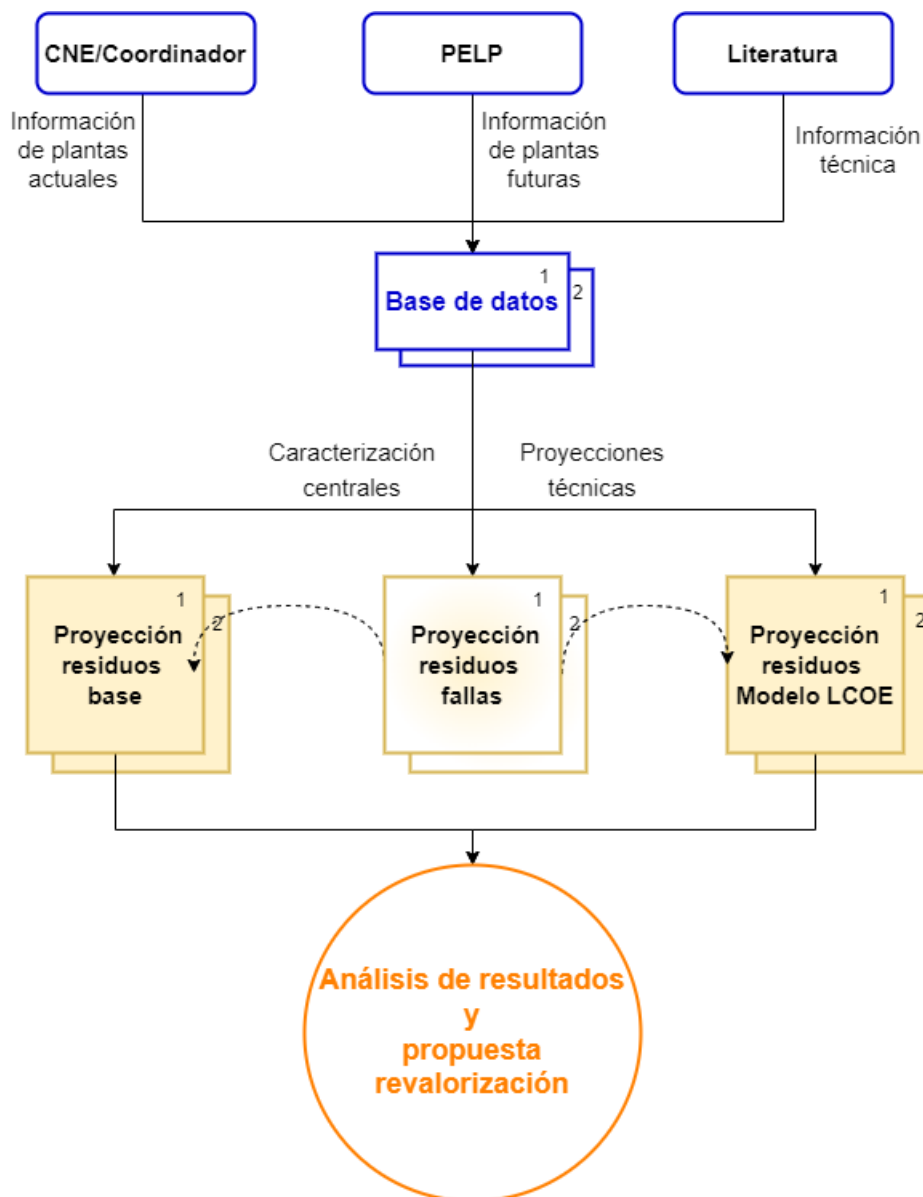 CNE/Coordinador
PELP
Literatura
Información
de plantas
actuales
Información
de plantas
futuras
Información
técnica
1
2
Base de datos
Caracterización
centrales
Proyecciones
técnicas
1
2
Proyección
residuos
base
1
2
Proyección
residuos
fallas
1
2
Proyección
residuos
Modelo LCOE
Análisis de resultados
y
propuesta
revalorización